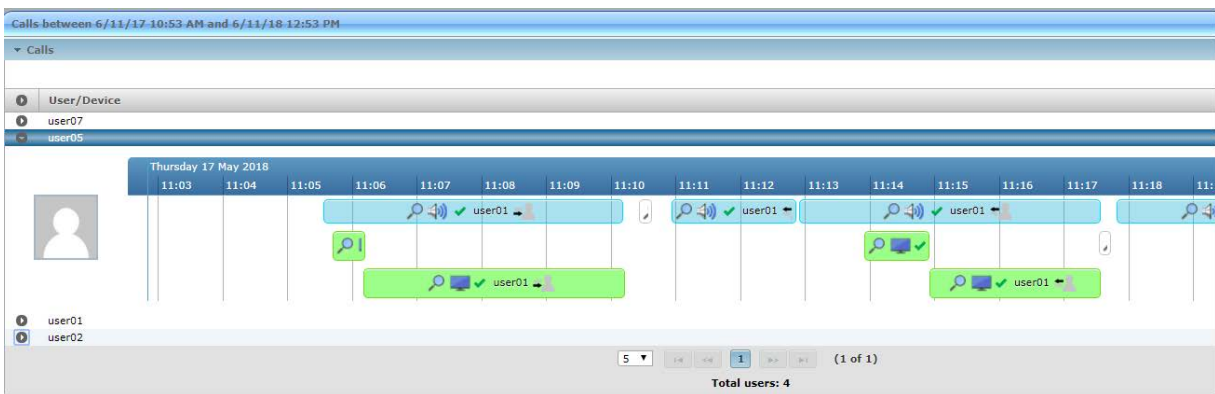 Calls between 6/11/17 10:53 AM and 6/11/18 12:53 PM
Calls
User/Device
user07
user05
Thursday 17 May 2018
11:03 11:04 11:05 11:06 11:07 11:08 11:09 11:10 11:11 11:12 11:13 11:14 11:15 11:16 11:17 11:18 11:
user01 user01 user01
user01 user01
user01
user02
5 1 (1 of 1)
Total users: 4